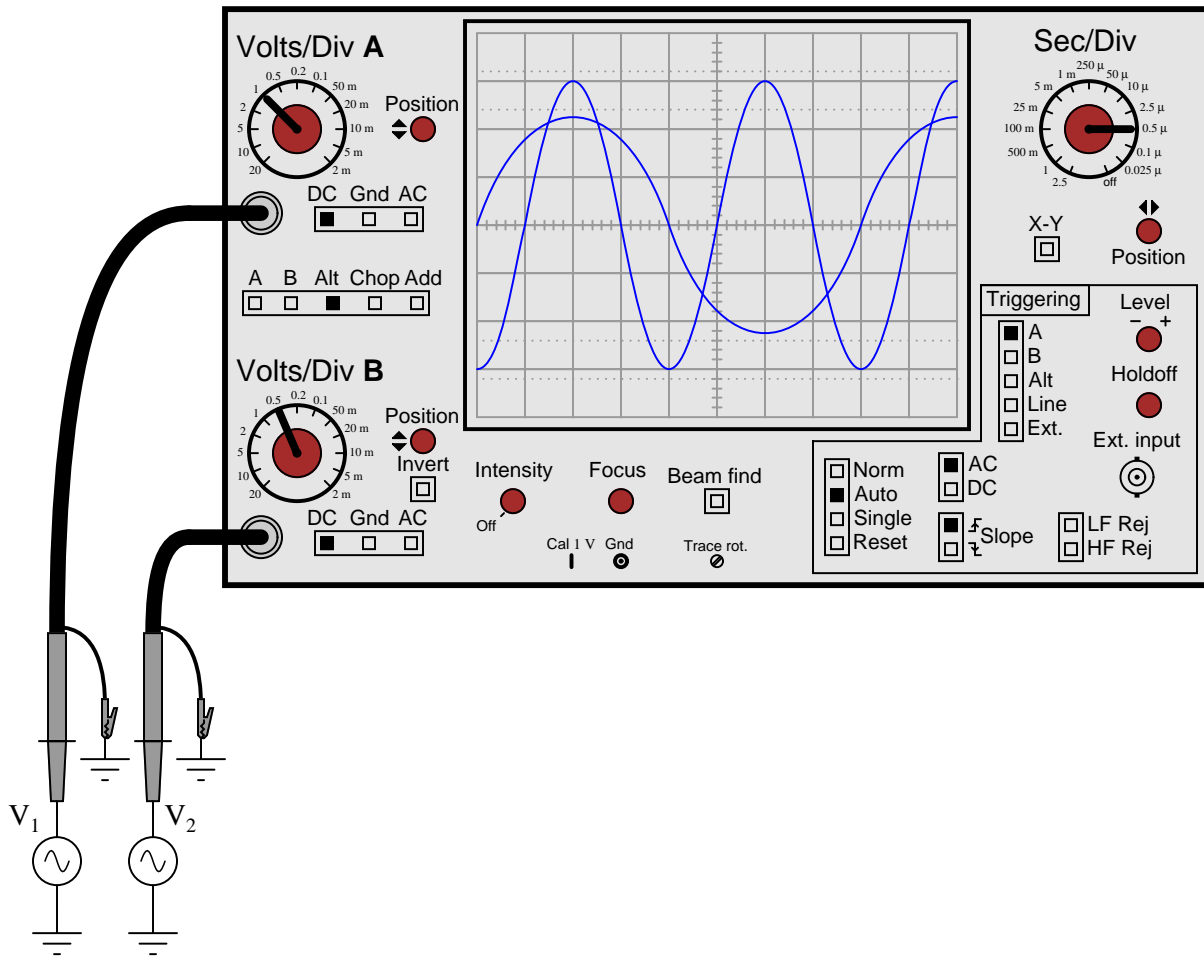 Volts/Div A
0.5 0.2 0.1
1 50 m
2 20 m
5 10 m
10 5 m
20 2 m
Position
DC Gnd AC
A B Alt Chop Add
Volts/Div B
0.5 0.2 0.1
1 50 m
2 20 m
5 10 m
10 5 m
20 2 m
Position
Invert
DC Gnd AC
Intensity
Off
Focus
Beam find
Cal 1 V Gnd
Trace rot.
Sec/Div
250 µ
1 m 50 µ
5 m 10 µ
25 m 2.5 µ
100 m 0.5 µ
500 m 0.1 µ
1 0.025 µ
2.5 off
X-Y
Position
Triggering
A
B
Alt
Line
Ext.
Level
− +
Holdoff
Ext. input
Norm
Auto
Single
Reset
AC
DC
Slope
LF Rej
HF Rej
V1
V2